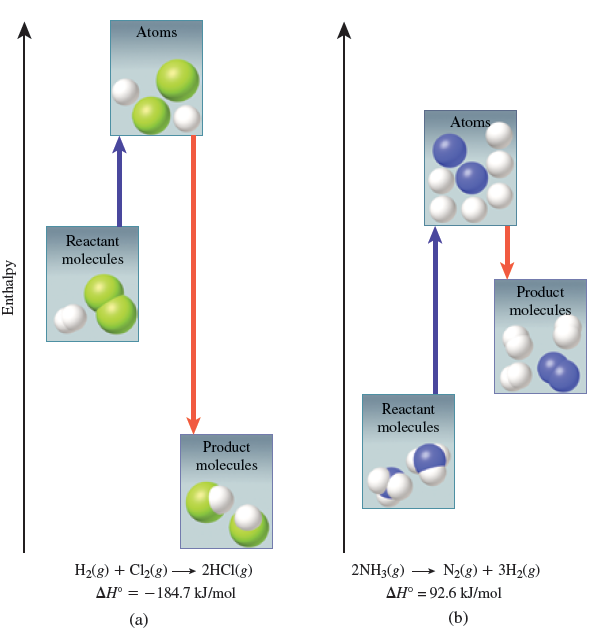 Enthalpy
Atoms
Reactant
molecules
Product
molecules
H₂(g) + Cl₂(g) ⟶ 2HCl(g)
ΔH° = −184.7 kJ/mol
(a)
Atoms
Product
molecules
Reactant
molecules
2NH₃(g) ⟶ N₂(g) + 3H₂(g)
ΔH° = 92.6 kJ/mol
(b)